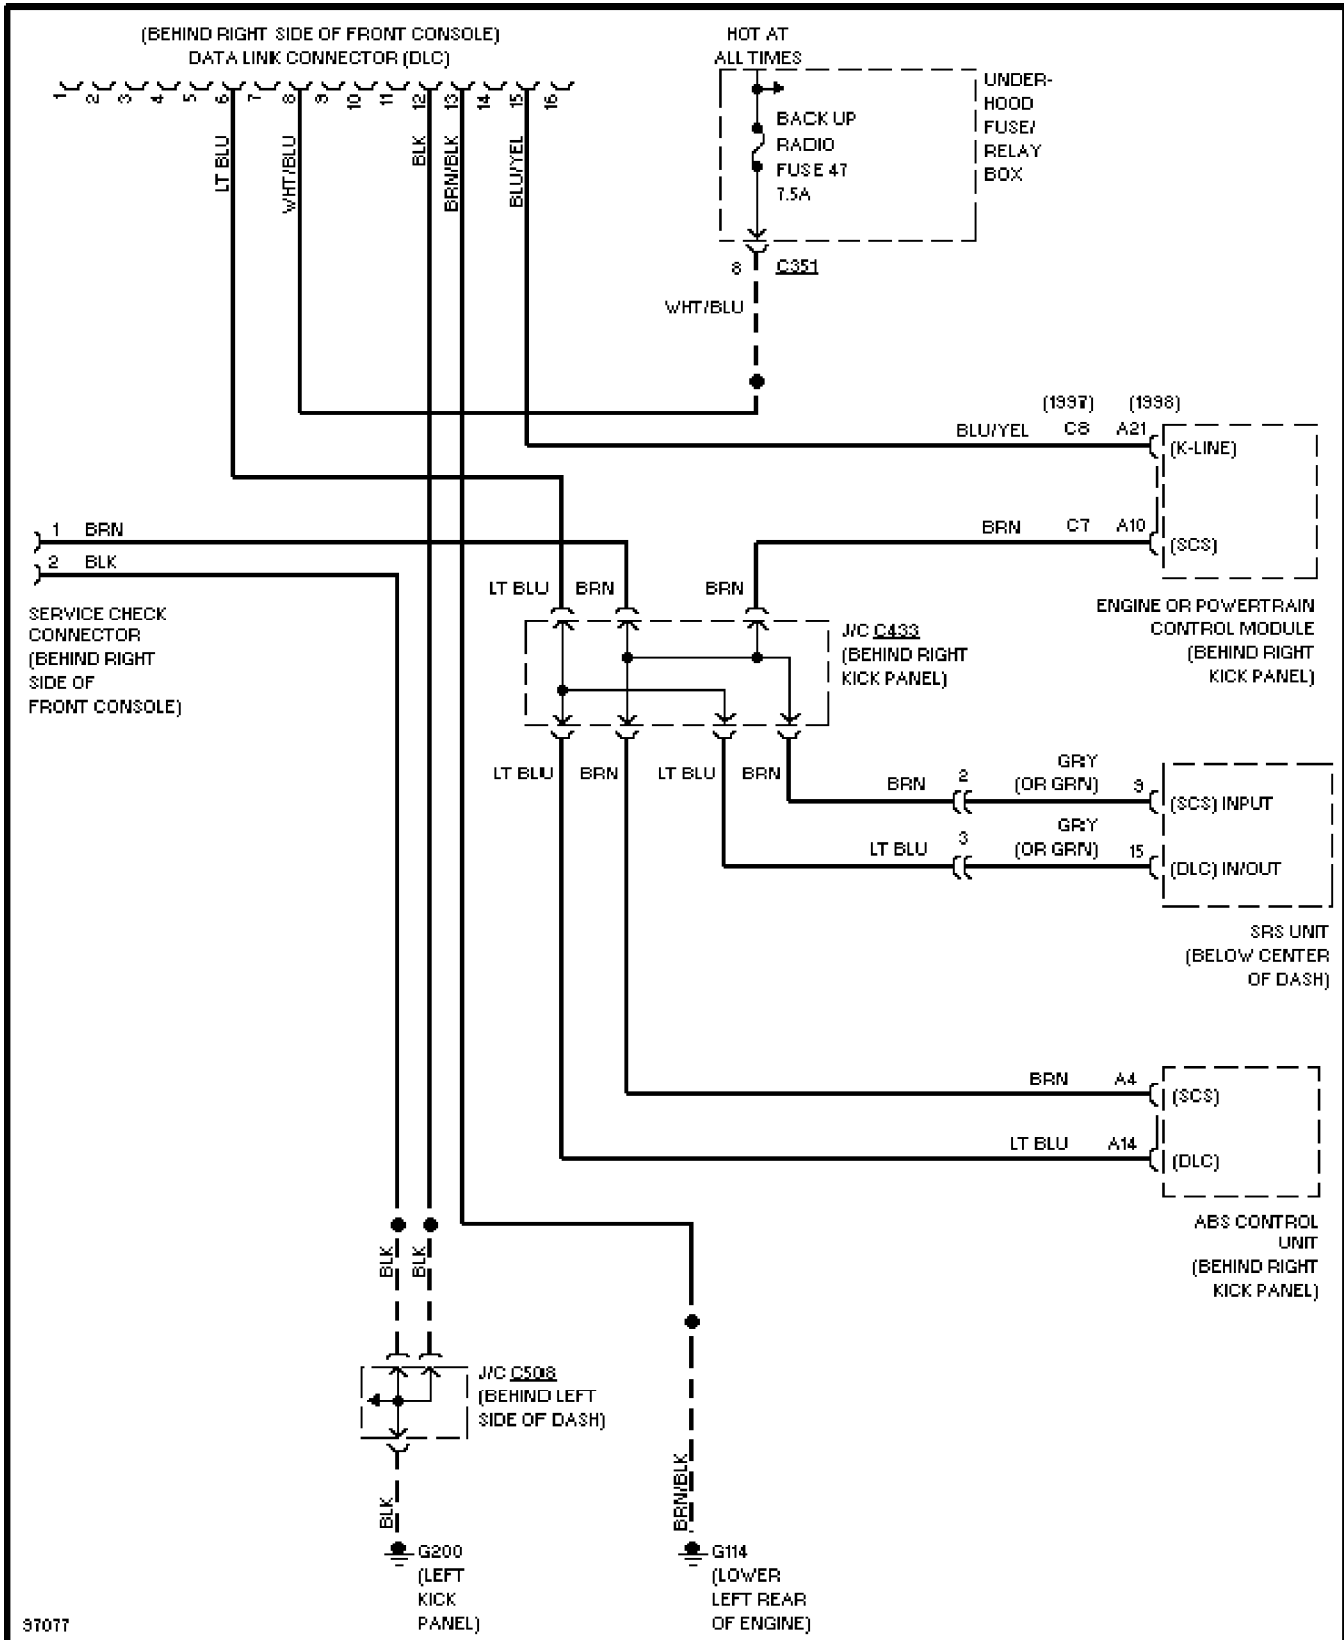 (BEHIND RIGHT SIDE OF FRONT CONSOLE)
DATA LINK CONNECTOR (DLC)
1 2 3 4 5 6 7 8 9 10 11 12 13 14 15 16
LT BLU
WHT/BLU
BLK
BRN/BLK
BLU/YEL
HOT AT
ALL TIMES
BACK UP
RADIO
FUSE 47
7.5A
UNDER-
HOOD
FUSE/
RELAY
BOX
8 C351
WHT/BLU
(1997) (1998)
BLU/YEL C8 A21
(K-LINE)
BRN C7 A10
(SCS)
ENGINE OR POWERTRAIN
CONTROL MODULE
(BEHIND RIGHT
KICK PANEL)
1 BRN
2 BLK
SERVICE CHECK
CONNECTOR
(BEHIND RIGHT
SIDE OF
FRONT CONSOLE)
LT BLU BRN BRN
J/C C433
(BEHIND RIGHT
KICK PANEL)
LT BLU BRN LT BLU BRN
BRN 2 GRY
(OR GRN) 9
(SCS) INPUT
LT BLU 3 GRY
(OR GRN) 15
(DLC) IN/OUT
SRS UNIT
(BELOW CENTER
OF DASH)
BRN A4
(SCS)
LT BLU A14
(DLC)
ABS CONTROL
UNIT
(BEHIND RIGHT
KICK PANEL)
BLK
BLK
J/C C508
(BEHIND LEFT
SIDE OF DASH)
BLK
BRN/BLK
G200
(LEFT
KICK
PANEL)
G114
(LOWER
LEFT REAR
OF ENGINE)
97077